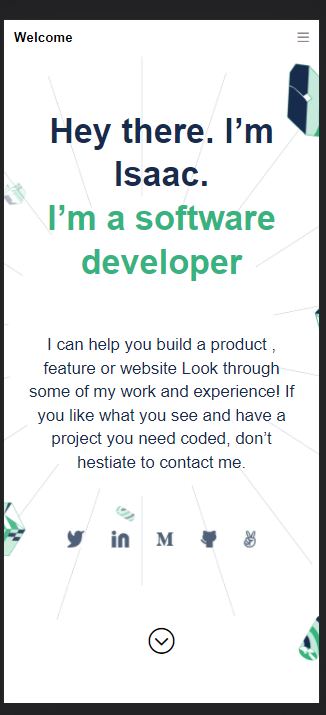 Welcome
Hey there. I’m
Isaac.
I’m a software
developer
I can help you build a product ,
feature or website Look through
some of my work and experience! If
you like what you see and have a
project you need coded, don’t
hestiate to contact me.